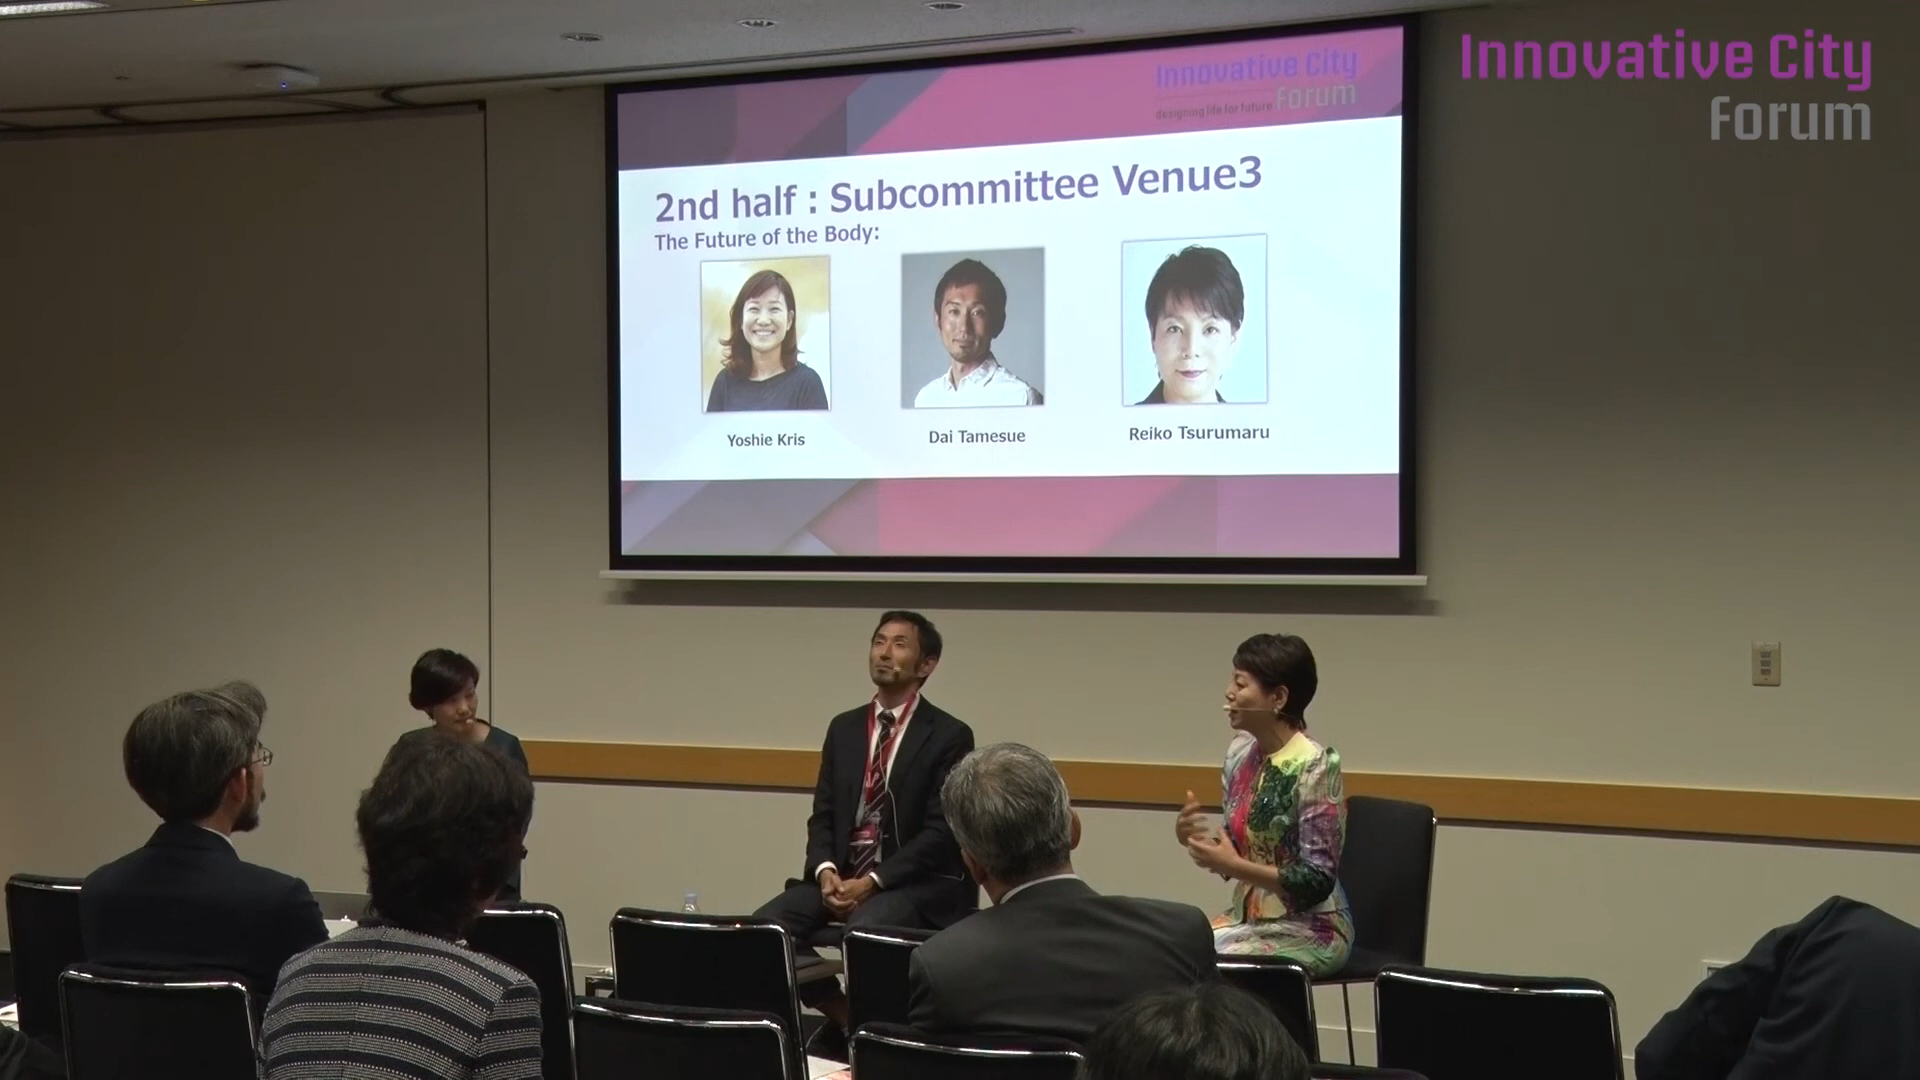 Innovative City
Forum
Innovative City
designing life for future Forum
2nd half : Subcommittee Venue3
The Future of the Body:
Yoshie Kris
Dai Tamesue
Reiko Tsurumaru